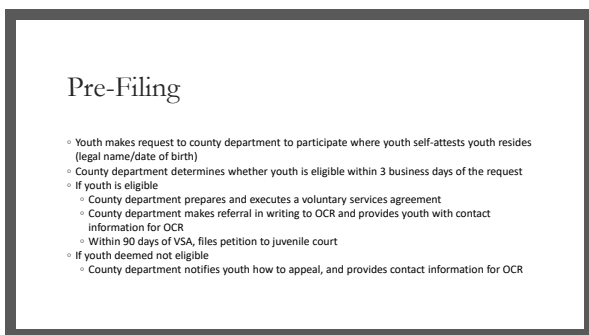 Pre-Filing
◦ Youth makes request to county department to participate where youth self-attests youth resides
(legal name/date of birth)
◦ County department determines whether youth is eligible within 3 business days of the request
◦ If youth is eligible
◦ County department prepares and executes a voluntary services agreement
◦ County department makes referral in writing to OCR and provides youth with contact
information for OCR
◦ Within 90 days of VSA, files petition to juvenile court
◦ If youth deemed not eligible
◦ County department notifies youth how to appeal, and provides contact information for OCR